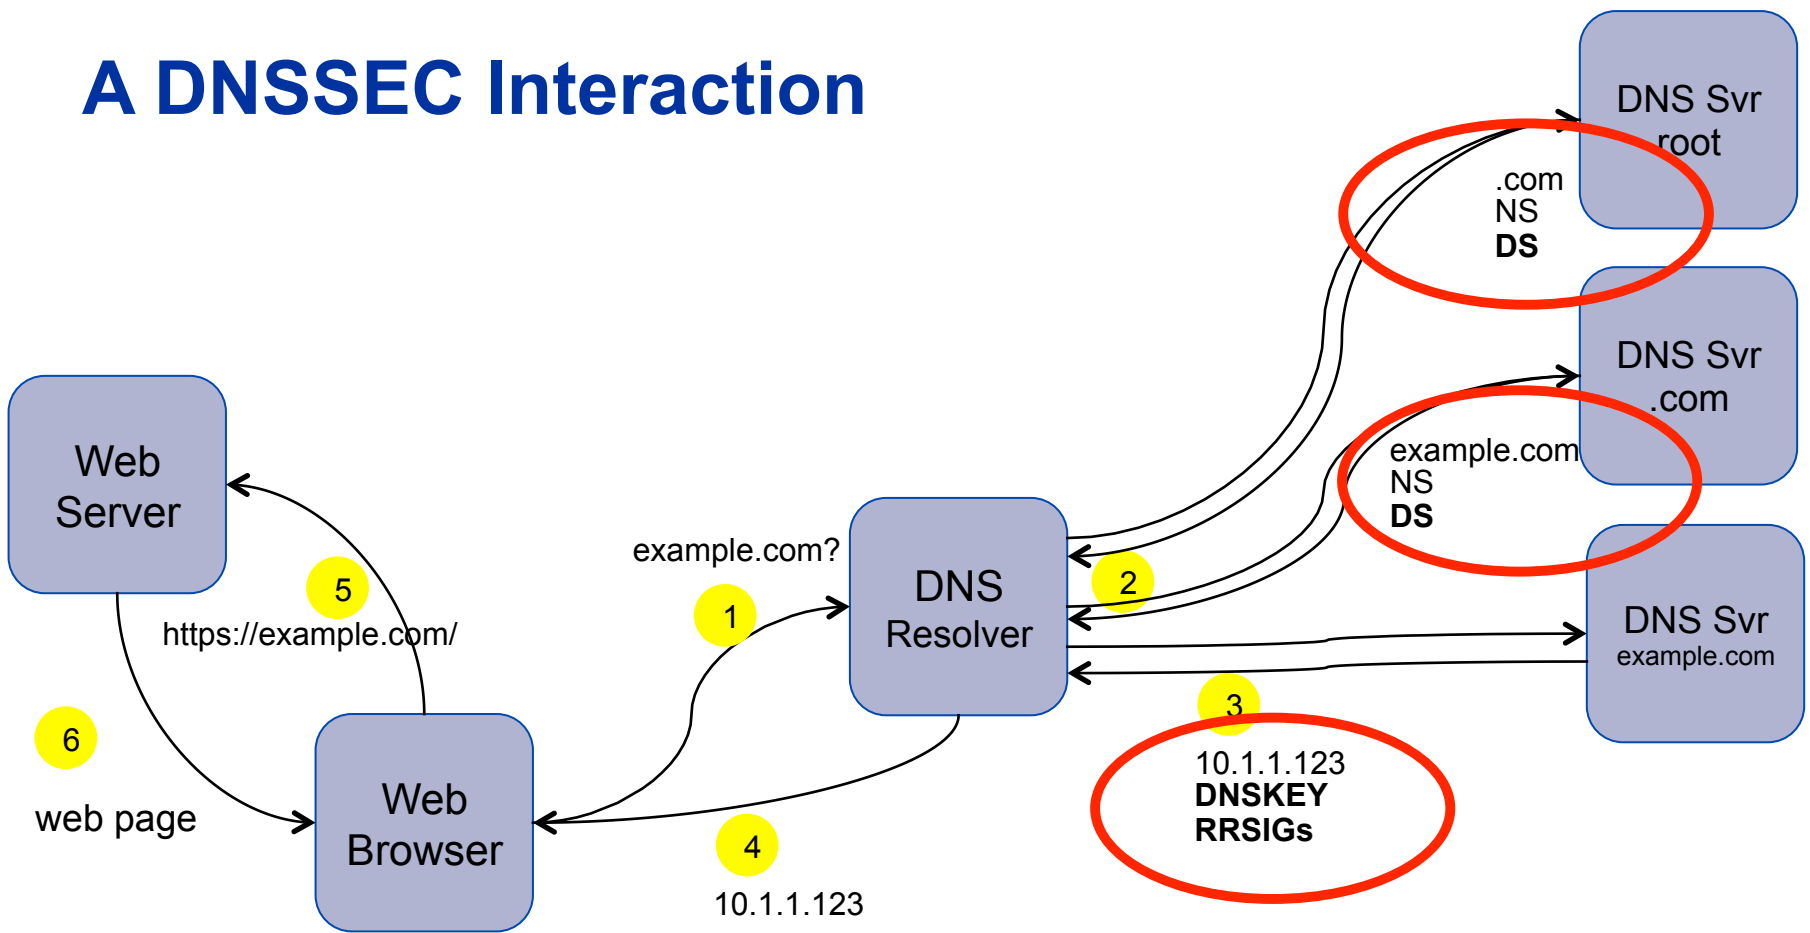 A DNSSEC Interaction
DNS Svr
root
.com
NS
DS
DNS Svr
.com
example.com
NS
DS
Web
Server
example.com?
DNS
Resolver
2
5
1
https://example.com/
DNS Svr
example.com
3
6
web page
Web
Browser
4
10.1.1.123
10.1.1.123
DNSKEY
RRSIGs